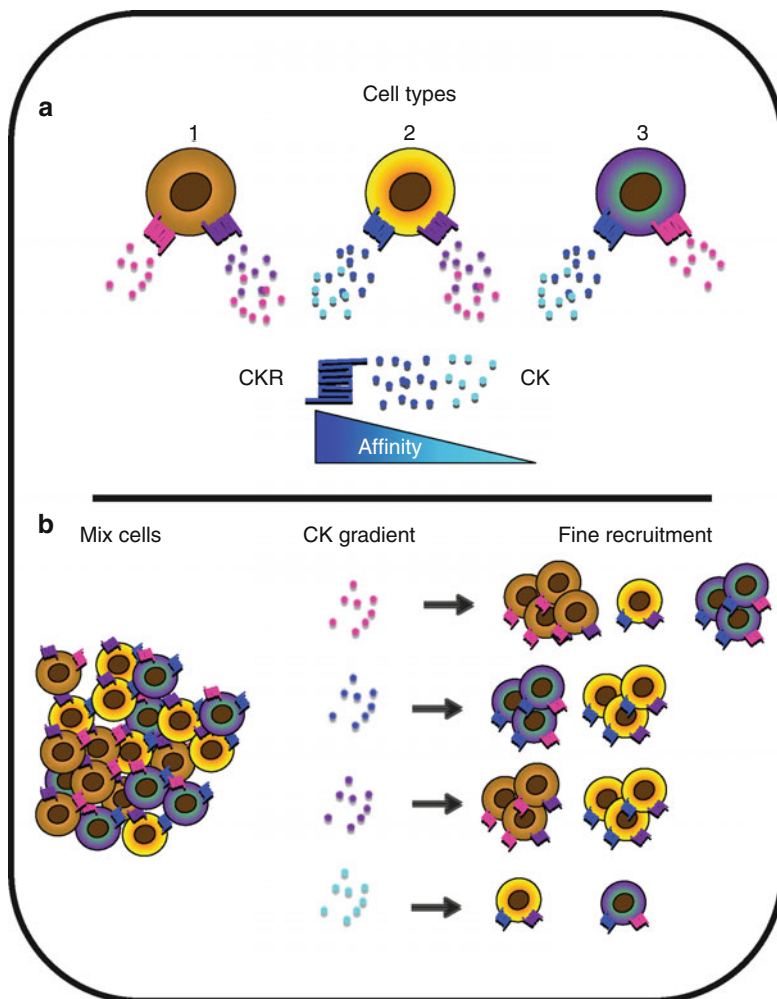 a
Cell types
1 2 3
CKR CK
Affinity
b
Mix cells CK gradient Fine recruitment